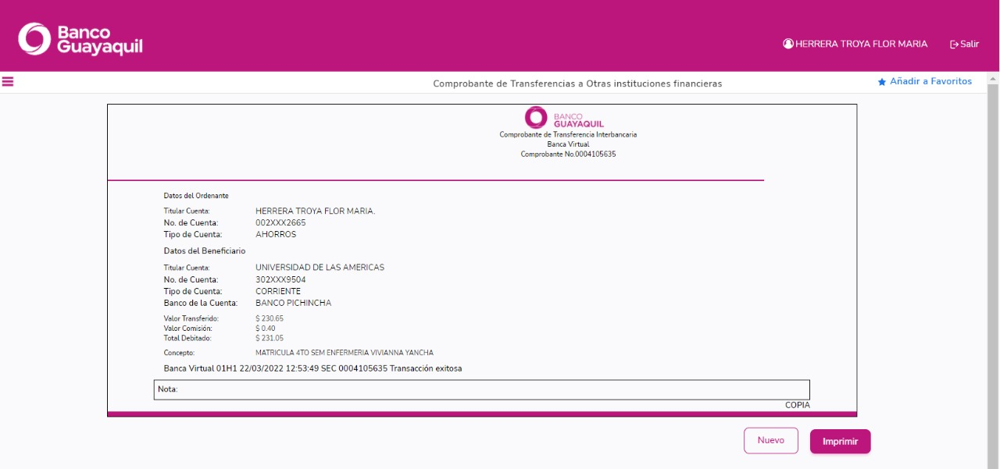 Banco
Guayaquil
HERRERA TROYA FLOR MARIA
Salir
Comprobante de Transferencias a Otras instituciones financieras
Añadir a Favoritos
BANCO
GUAYAQUIL
Comprobante de Transferencia Interbancaria
Banca Virtual
Comprobante No.0004105635
Datos del Ordenante
Titular Cuenta: HERRERA TROYA FLOR MARIA.
No. de Cuenta: 002XXX2665
Tipo de Cuenta: AHORROS
Datos del Beneficiario
Titular Cuenta: UNIVERSIDAD DE LAS AMERICAS
No. de Cuenta: 302XXX9504
Tipo de Cuenta: CORRIENTE
Banco de la Cuenta: BANCO PICHINCHA
Valor Transferido: $ 230.65
Valor Comisión: $ 0.40
Total Debitado: $ 231.05
Concepto: MATRICULA 4TO SEM ENFERMERIA VIVIANNA YANCHA
Banca Virtual 01H1 22/03/2022 12:53:49 SEC 0004105635 Transacción exitosa
Nota:
COPIA
Nuevo
Imprimir